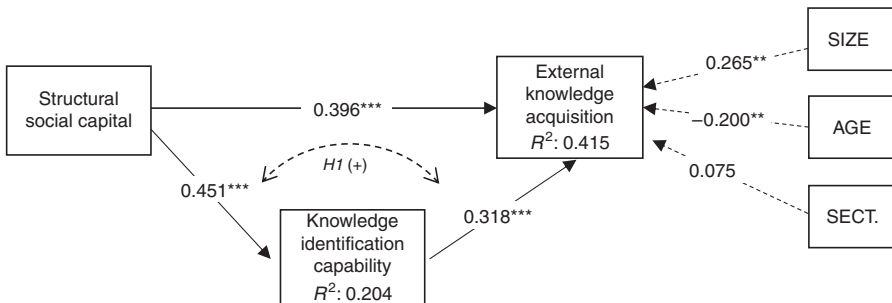 Structural
social capital
0.396***
0.451***
H1 (+)
Knowledge
identification
capability
R²: 0.204
0.318***
External
knowledge
acquisition
R²: 0.415
0.265**
–0.200**
0.075
SIZE
AGE
SECT.